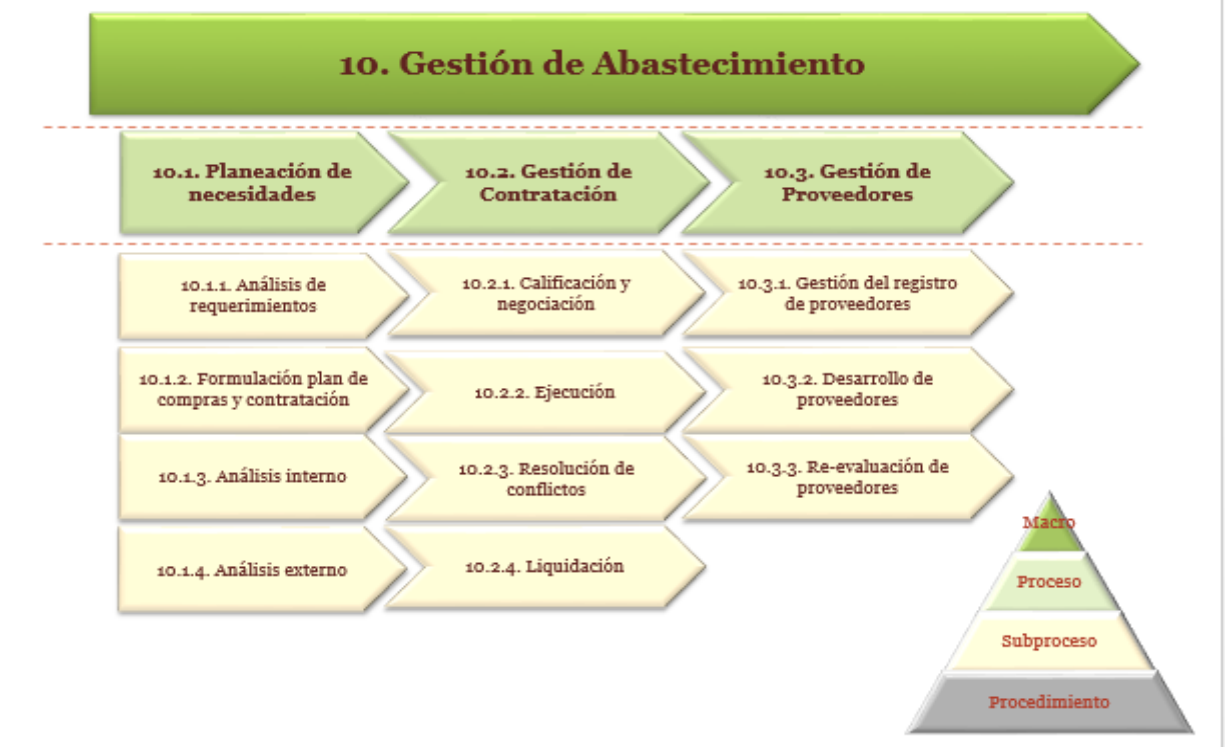 10. Gestión de Abastecimiento
10.1. Planeación de
necesidades
10.2. Gestión de
Contratación
10.3. Gestión de
Proveedores
10.1.1. Análisis de
requerimientos
10.2.1. Calificación y
negociación
10.3.1. Gestión del registro
de proveedores
10.1.2. Formulación plan de
compras y contratación
10.2.2. Ejecución
10.3.2. Desarrollo de
proveedores
10.1.3. Análisis interno
10.2.3. Resolución de
conflictos
10.3.3. Re-evaluación de
proveedores
10.1.4. Análisis externo
10.2.4. Liquidación
Macro
Proceso
Subproceso
Procedimiento